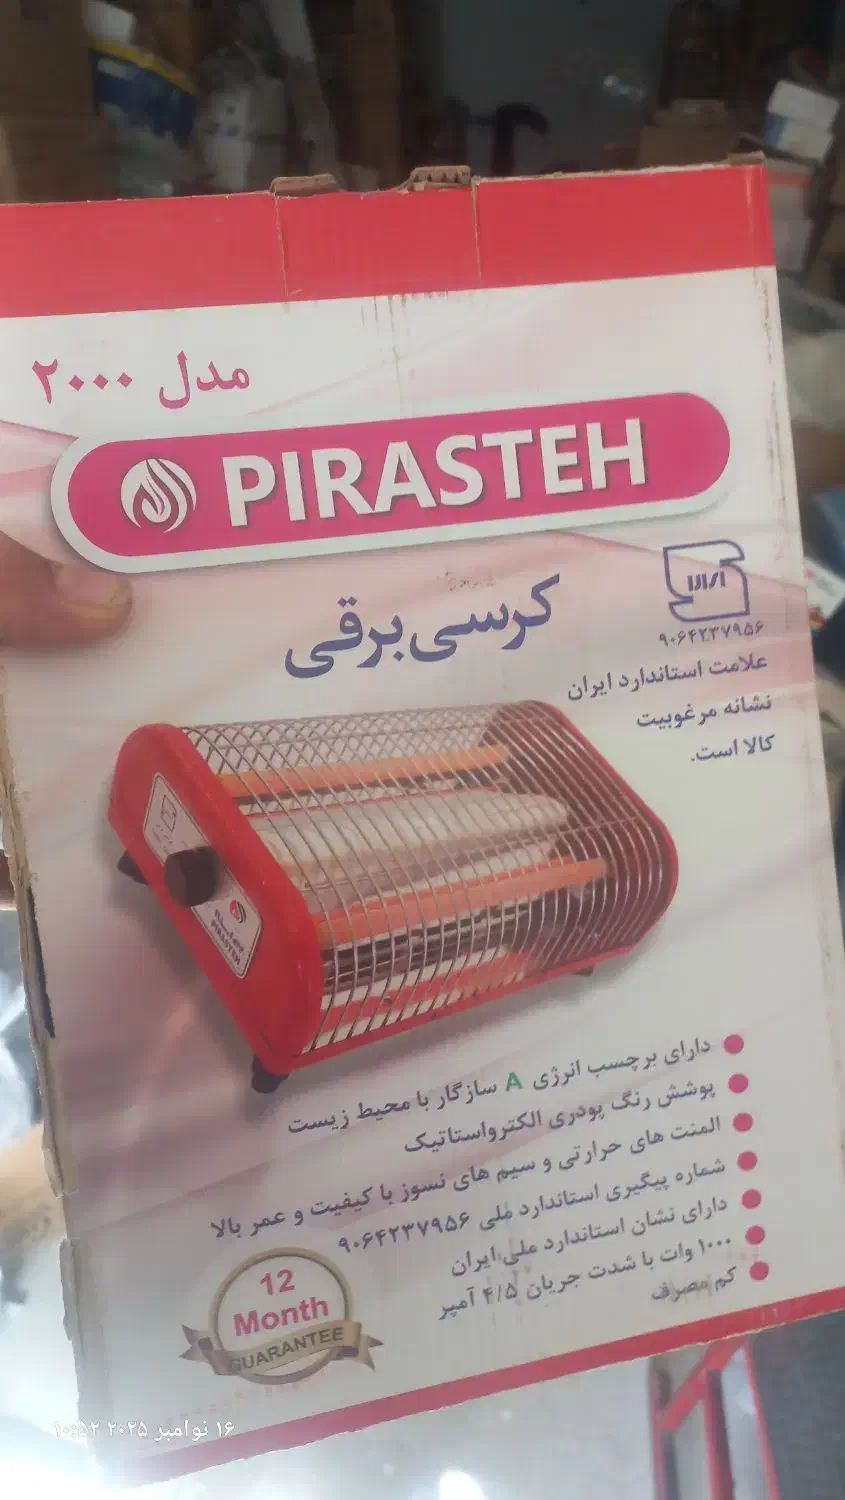 مدل ۲۰۰۰
PIRASTEH
کرسی برقی
۹۰۶۴۲۳۷۹۵۶
علامت استاندارد ایران
نشانه مرغوبیت
کالا است.
PIRASTEH
دارای برچسب انرژی A سازگار با محیط زیست
پوشش رنگ پودری الکترواستاتیک
المنت های حرارتی و سیم های نسوز با کیفیت و عمر بالا
شماره پیگیری استاندارد ملی ۹۰۶۴۲۳۷۹۵۶
دارای نشان استاندارد ملی ایران
۱۰۰۰ وات با شدت جریان ۴/۵ آمپر
کم مصرف
12
Month
GUARANTEE
۱۶ نوامبر ۲۰۲۵ ۱۰:۵۲